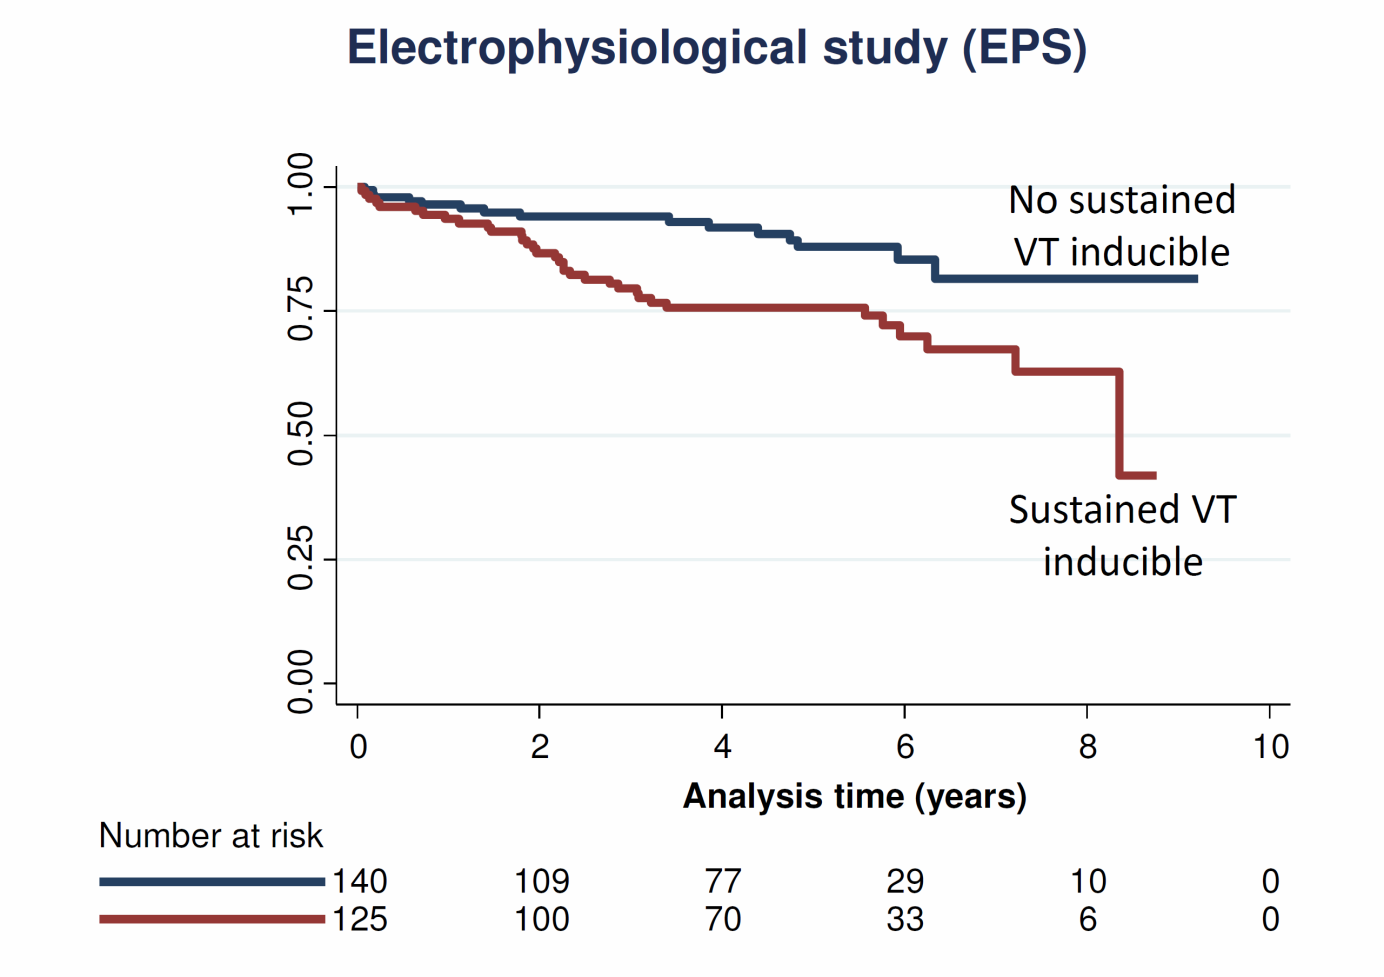 Electrophysiological study (EPS)
1.00
0.75
0.50
0.25
0.00
No sustained
VT inducible
Sustained VT
inducible
0 2 4 6 8 10
Analysis time (years)
Number at risk
140 109 77 29 10 0
125 100 70 33 6 0